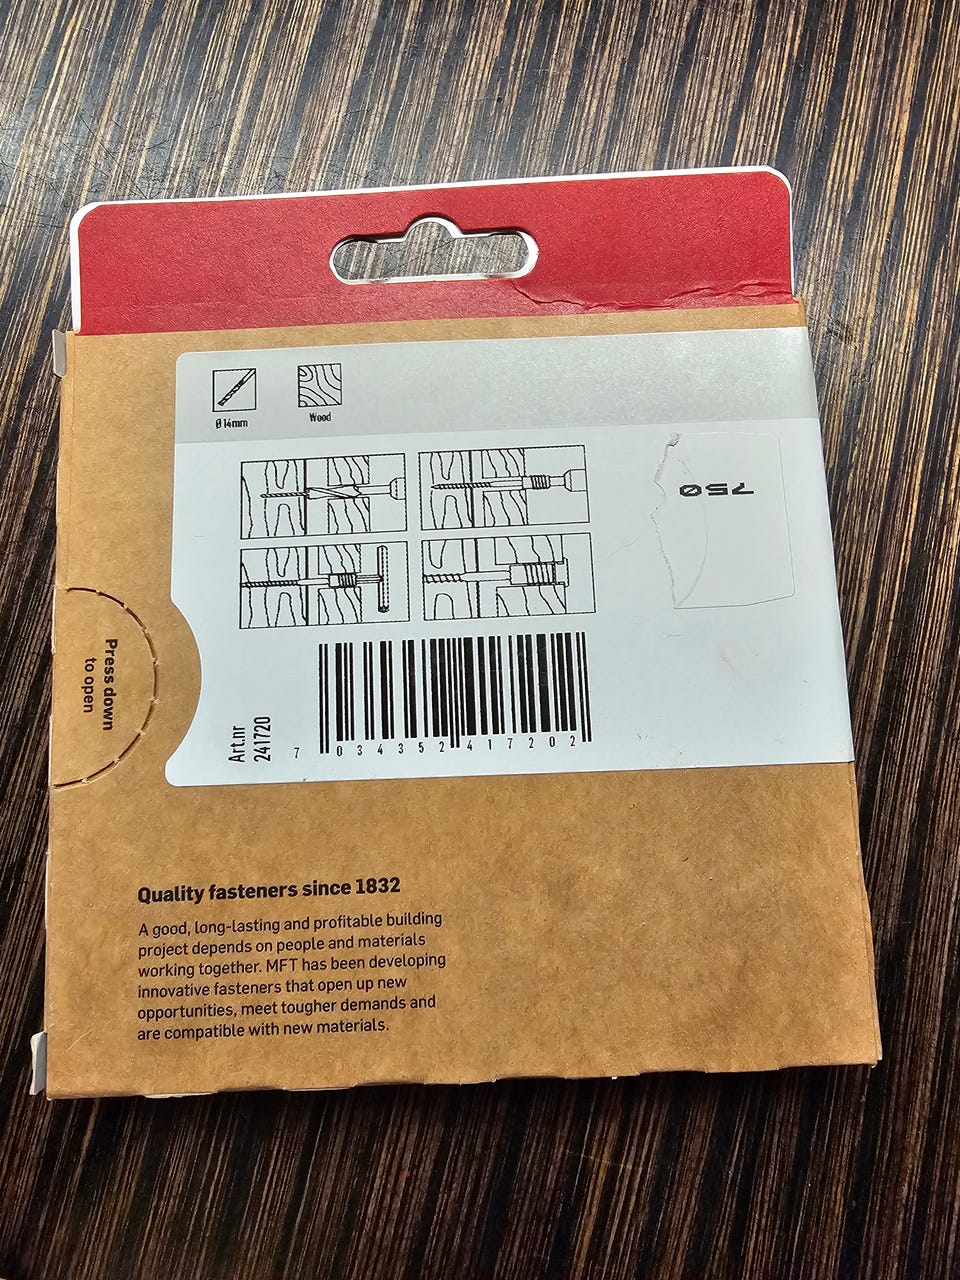 Ø 14mm
Wood
750
Press down
to open
Art.nr
241720
7 034352 417202
Quality fasteners since 1832
A good, long-lasting and profitable building
project depends on people and materials
working together. MFT has been developing
innovative fasteners that open up new
opportunities, meet tougher demands and
are compatible with new materials.